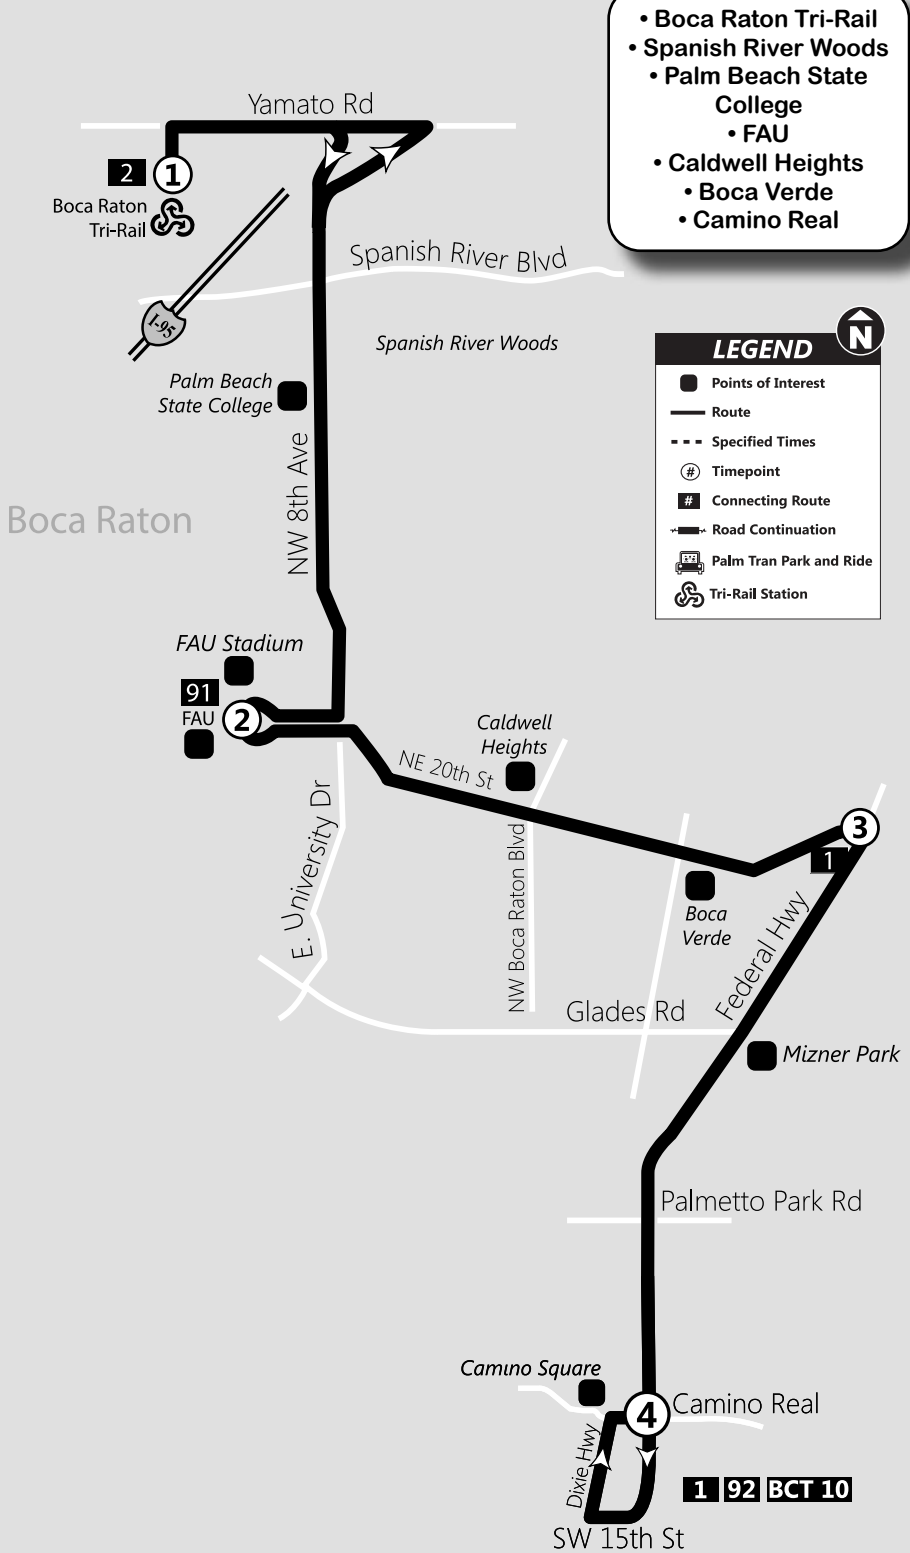 • Boca Raton Tri-Rail
• Spanish River Woods
• Palm Beach State
College
• FAU
• Caldwell Heights
• Boca Verde
• Camino Real
Yamato Rd
2
1
Boca Raton
Tri-Rail
Spanish River Blvd
I-95
Spanish River Woods
N
LEGEND
Points of Interest
Route
Specified Times
# Timepoint
# Connecting Route
Road Continuation
Palm Tran Park and Ride
Tri-Rail Station
Palm Beach
State College
NW 8th Ave
Boca Raton
FAU Stadium
91
FAU
2
Caldwell
Heights
NE 20th St
E. University Dr
NW Boca Raton Blvd
3
1
Boca
Verde
Federal Hwy
Glades Rd
Mizner Park
Palmetto Park Rd
Camino Square
4
Camino Real
Dixie Hwy
1 92 BCT 10
SW 15th St